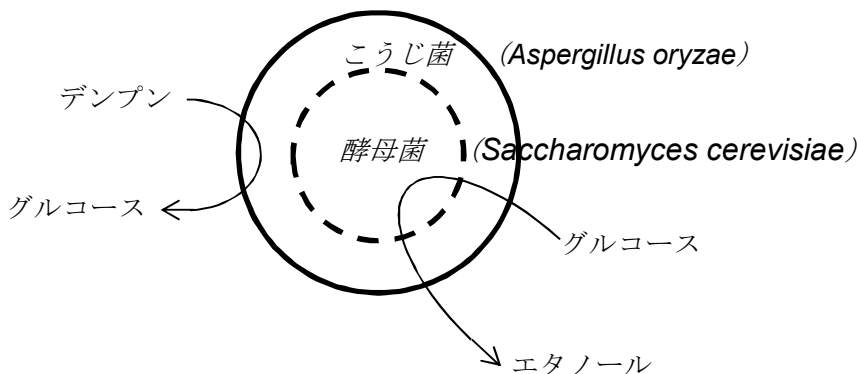 こうじ菌 (Aspergillus oryzae)
デンプン
酵母菌 (Saccharomyces cerevisiae)
グルコース
グルコース
エタノール